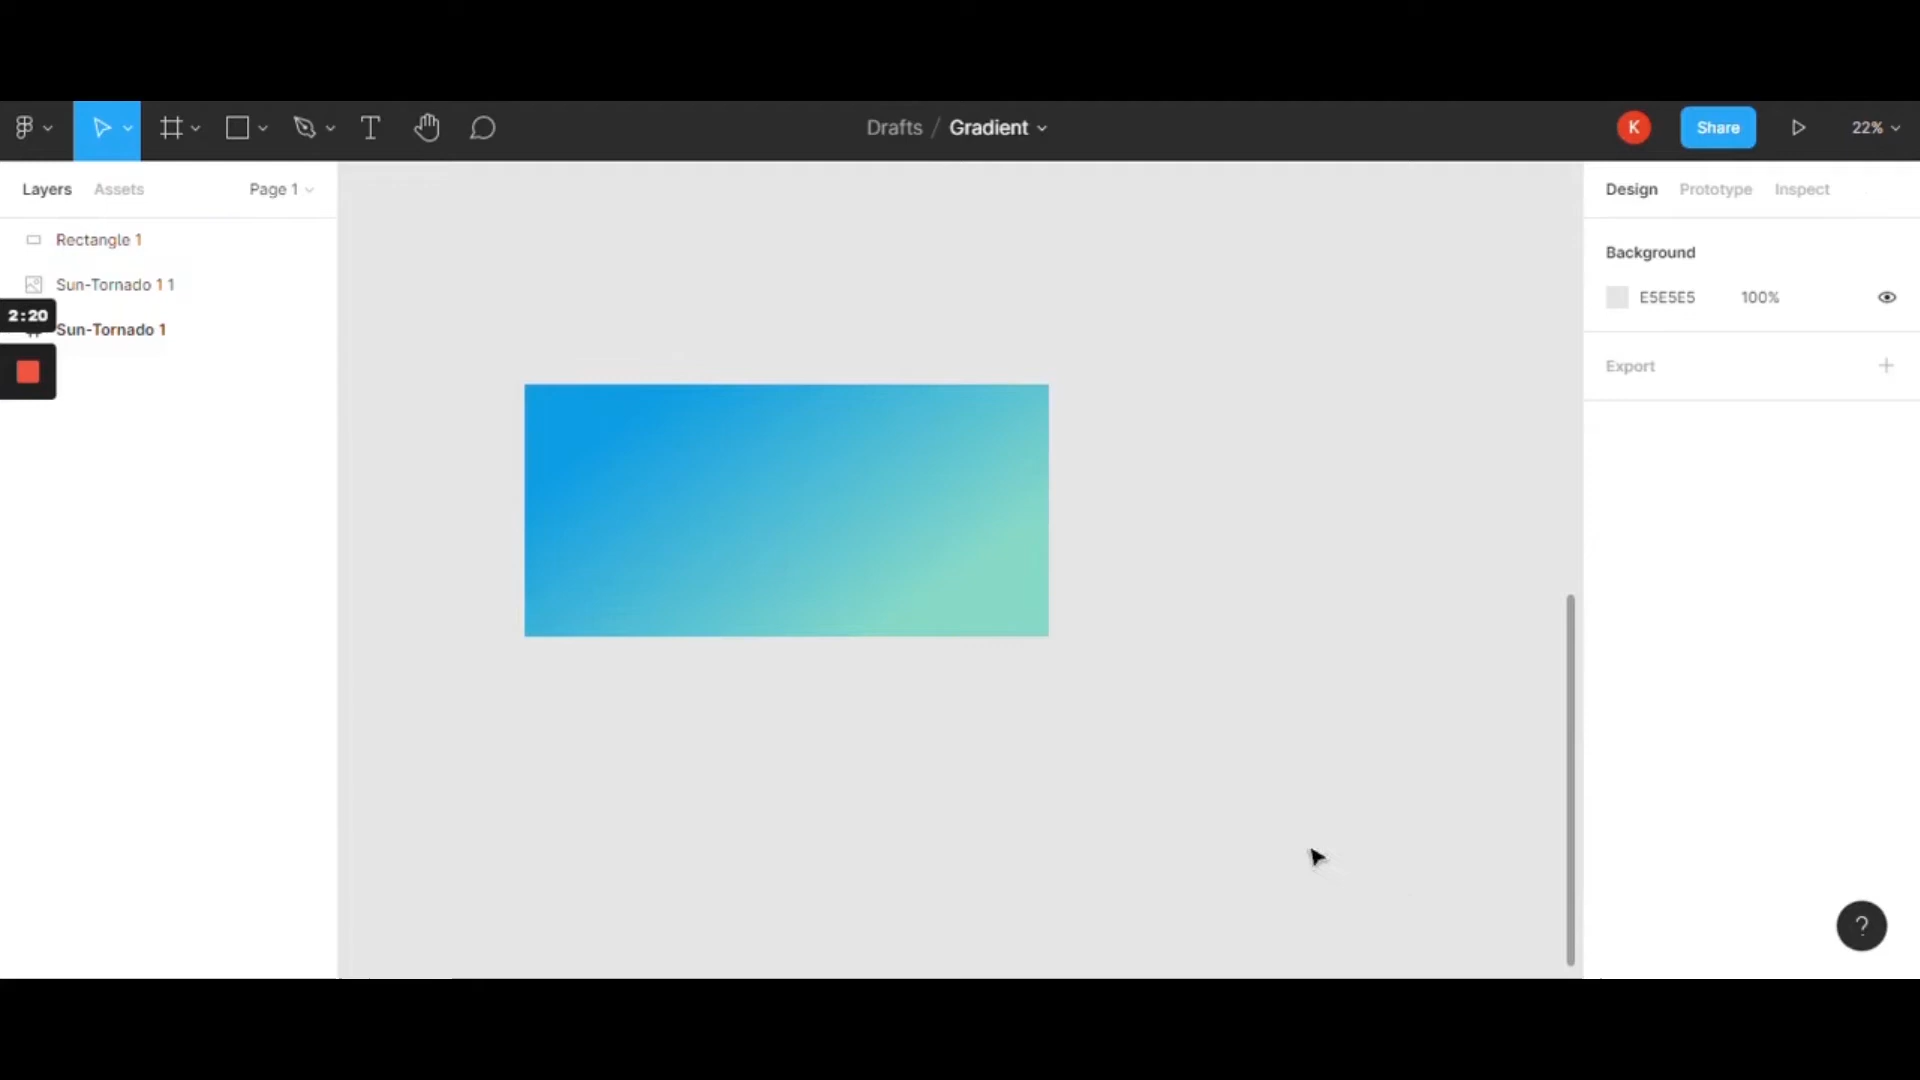 Drafts / Gradient
K
Share
22%
Layers Assets Page 1
Design Prototype Inspect
Rectangle 1
Background
Sun-Tornado 1 1
E5E5E5 100%
2:20
Sun-Tornado 1
Export
?